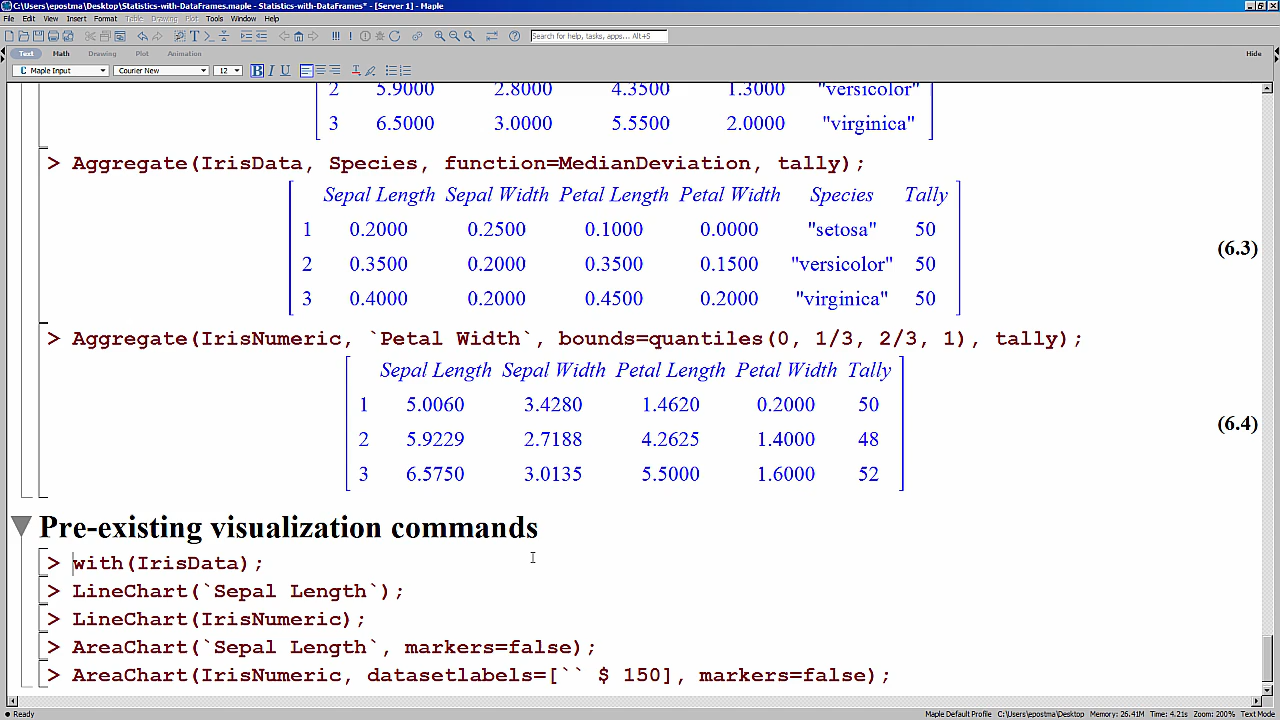 C:\Users\epostma\Desktop\Statistics-with-DataFrames.maple - Statistics-with-DataFrames* - [Server 1] - Maple
File Edit View Insert Format Table Drawing Plot Tools Window Help
Search for help, tasks, apps... Alt+S
Text Math Drawing Plot Animation Hide
C Maple Input Courier New 12 B I U
2 5.9000 2.8000 4.3500 1.3000 "versicolor"
3 6.5000 3.0000 5.5500 2.0000 "virginica"
> Aggregate(IrisData, Species, function=MedianDeviation, tally);
Sepal Length Sepal Width Petal Length Petal Width Species Tally
1 0.2000 0.2500 0.1000 0.0000 "setosa" 50
2 0.3500 0.2000 0.3500 0.1500 "versicolor" 50
3 0.4000 0.2000 0.4500 0.2000 "virginica" 50
(6.3)
> Aggregate(IrisNumeric, `Petal Width`, bounds=quantiles(0, 1/3, 2/3, 1), tally);
Sepal Length Sepal Width Petal Length Petal Width Tally
1 5.0060 3.4280 1.4620 0.2000 50
2 5.9229 2.7188 4.2625 1.4000 48
3 6.5750 3.0135 5.5000 1.6000 52
(6.4)
Pre-existing visualization commands
> with(IrisData);
> LineChart(`Sepal Length`);
> LineChart(IrisNumeric);
> AreaChart(`Sepal Length`, markers=false);
> AreaChart(IrisNumeric, datasetlabels=[`` $ 150], markers=false);
Ready Maple Default Profile C:\Users\epostma\Desktop Memory: 26.41M Time: 4.21s Zoom: 200% Text Mode